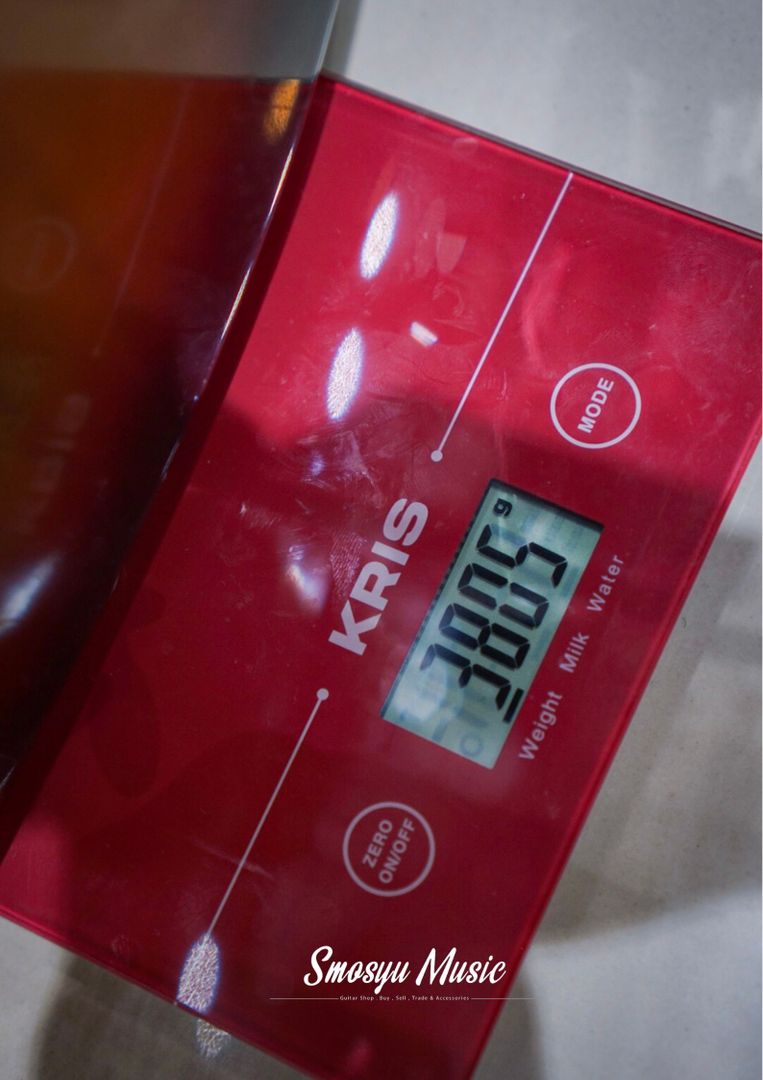 MODE
KRIS
3805 g
Weight Milk Water
ZERO
ON/OFF
Smosyu Music
Guitar Shop . Buy , Sell , Trade & Accessories